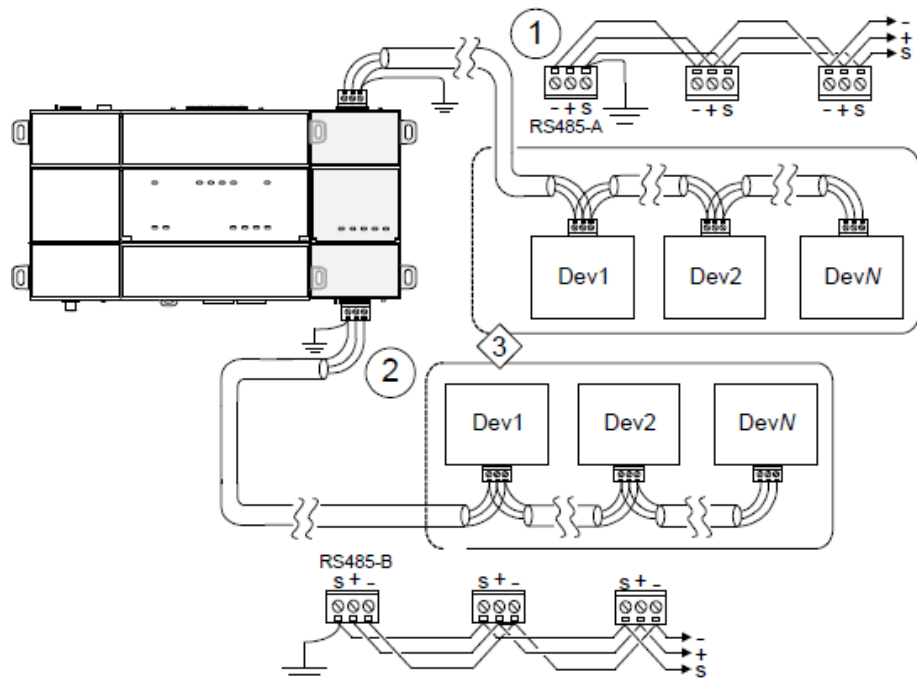 1
-
+
S
- + S
- + S
- + S
RS485-A
Dev1
Dev2
DevN
3
2
Dev1
Dev2
DevN
RS485-B
S + -
S + -
S + -
-
+
S